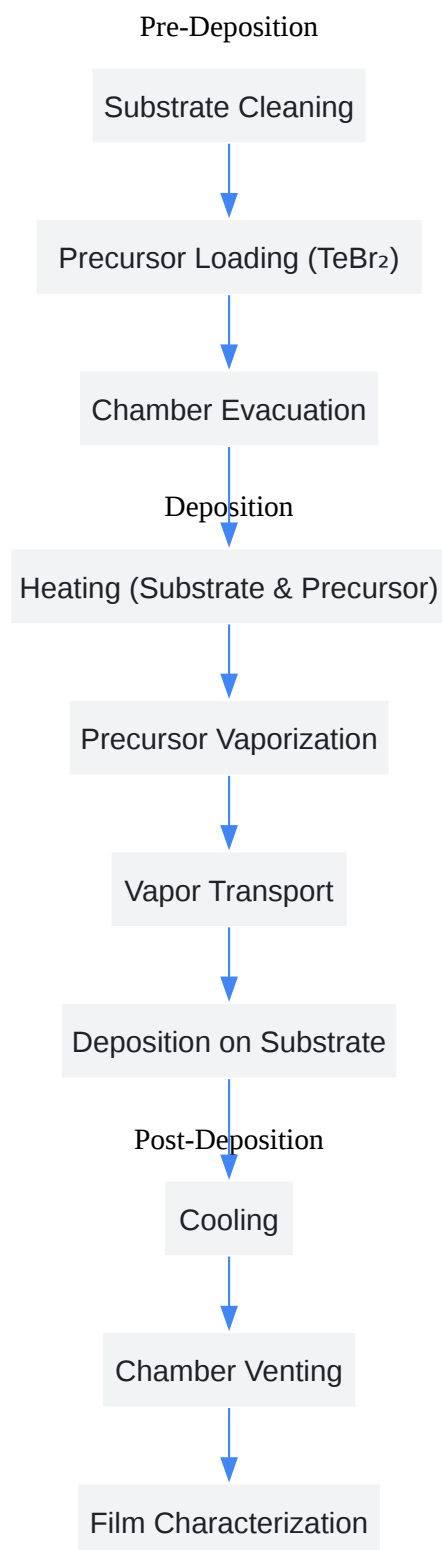 Pre-Deposition
Substrate Cleaning
Precursor Loading (TeBr₂)
Chamber Evacuation
Deposition
Heating (Substrate & Precursor)
Precursor Vaporization
Vapor Transport
Deposition on Substrate
Post-Deposition
Cooling
Chamber Venting
Film Characterization